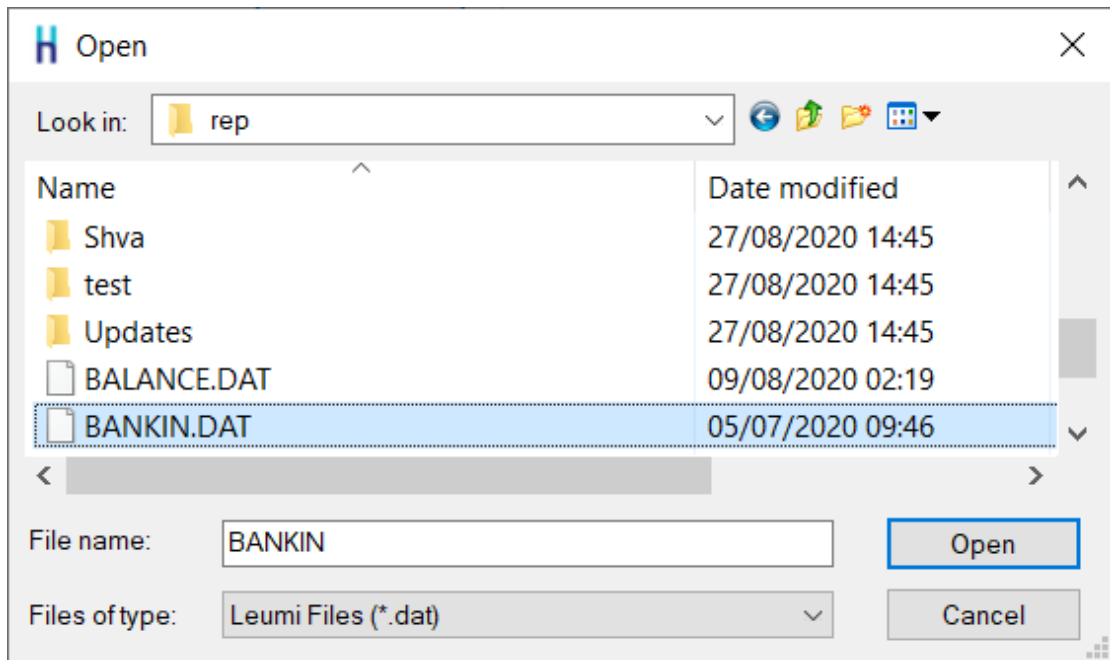 Open
Look in: rep
Name Date modified
Shva 27/08/2020 14:45
test 27/08/2020 14:45
Updates 27/08/2020 14:45
BALANCE.DAT 09/08/2020 02:19
BANKIN.DAT 05/07/2020 09:46
File name: BANKIN Open
Files of type: Leumi Files (*.dat) Cancel